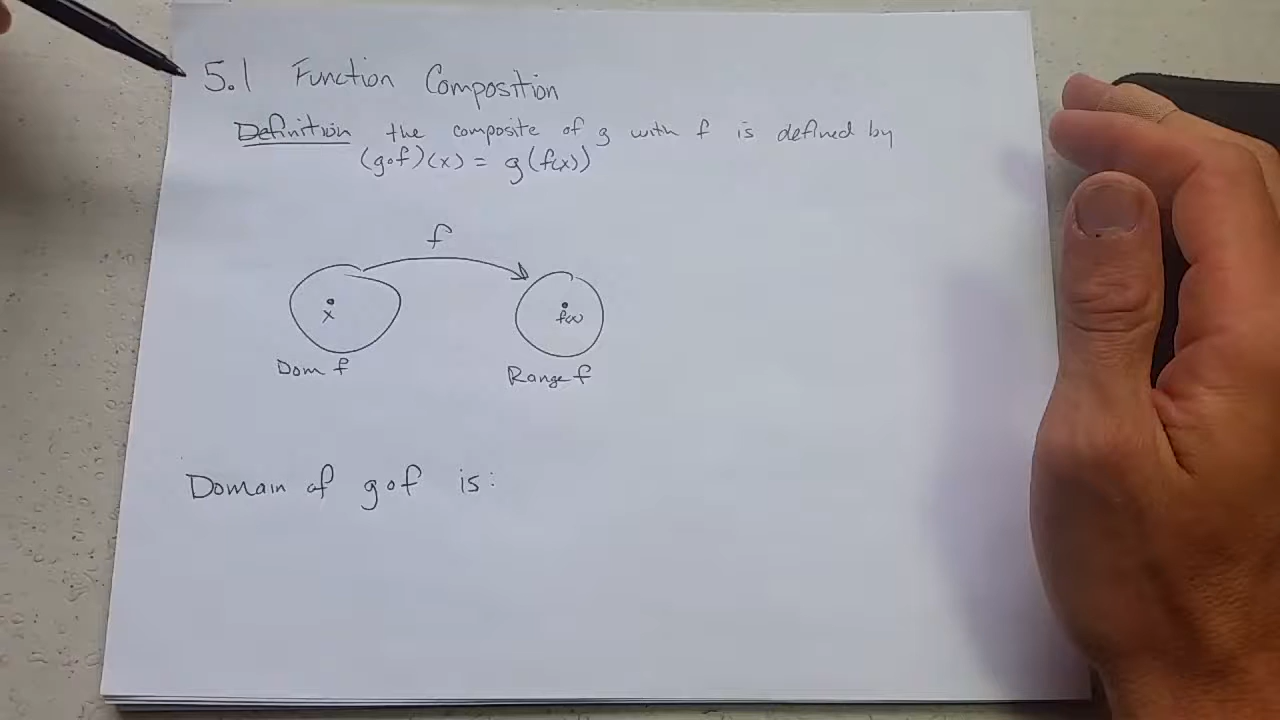 5.1 Function Composition
Definition the composite of g with f is defined by
(g∘f)(x) = g(f(x))
f
x
f(x)
Dom f
Range f
Domain of g∘f is: